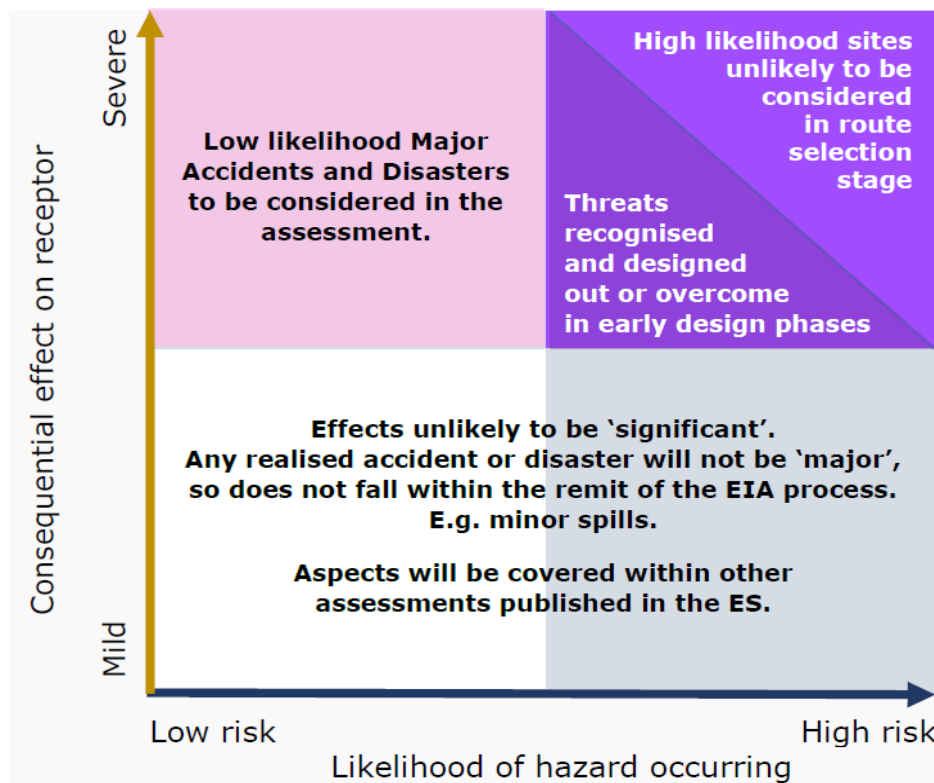 Severe
Consequential effect on receptor
Mild
Low likelihood Major
Accidents and Disasters
to be considered in the
assessment.
High likelihood sites
unlikely to be
considered
in route
selection
stage
Threats
recognised
and designed
out or overcome
in early design phases
Effects unlikely to be ‘significant’.
Any realised accident or disaster will not be ‘major’,
so does not fall within the remit of the EIA process.
E.g. minor spills.
Aspects will be covered within other
assessments published in the ES.
Low risk
High risk
Likelihood of hazard occurring